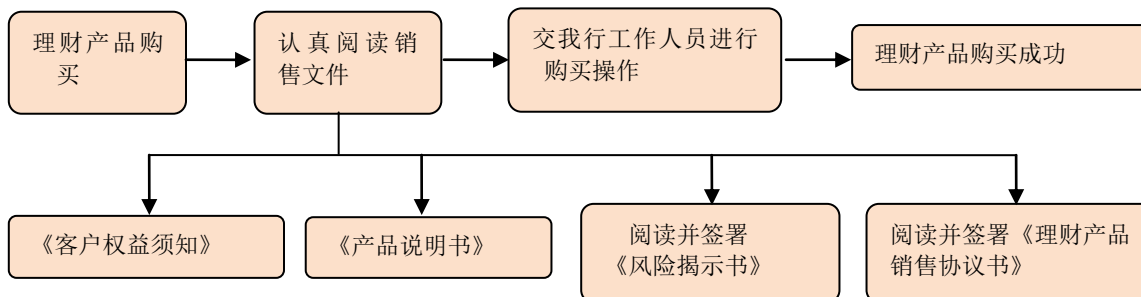 理财产品购
买
认真阅读销
售文件
交我行工作人员进行
购买操作
理财产品购买成功
《客户权益须知》
《产品说明书》
阅读并签署
《风险揭示书》
阅读并签署《理财产品
销售协议书》